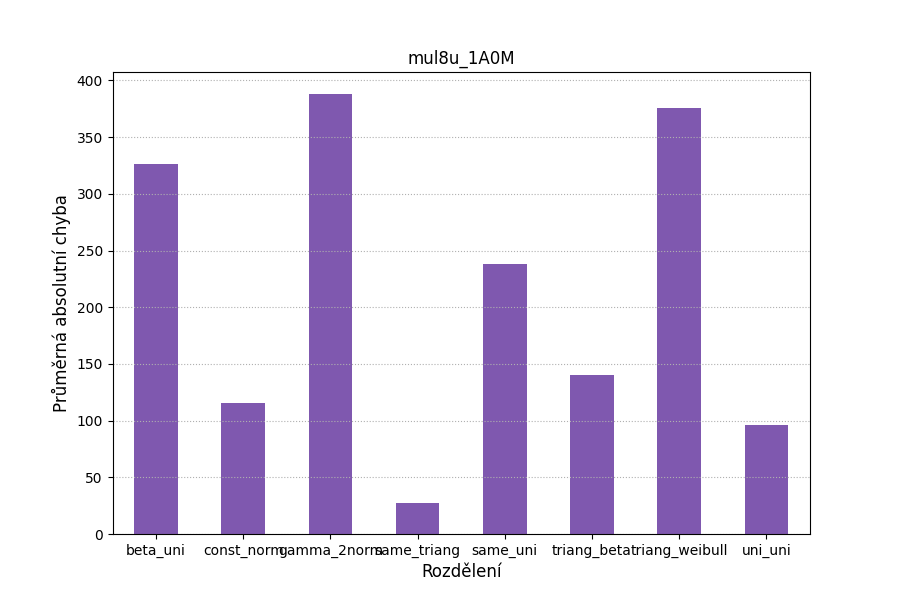 mul8u_1A0M
Průměrná absolutní chyba
400
350
300
250
200
150
100
50
0
beta_uni const_norm gamma_2norm same_triang same_uni triang_beta triang_weibull uni_uni
Rozdělení